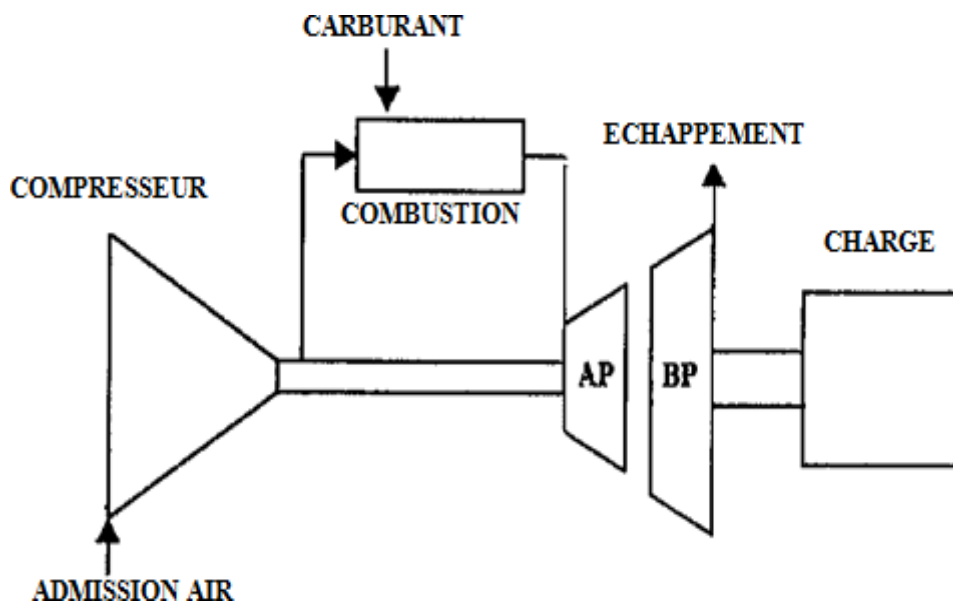 CARBURANT
ECHAPPEMENT
COMPRESSEUR
COMBUSTION
CHARGE
AP
BP
ADMISSION AIR